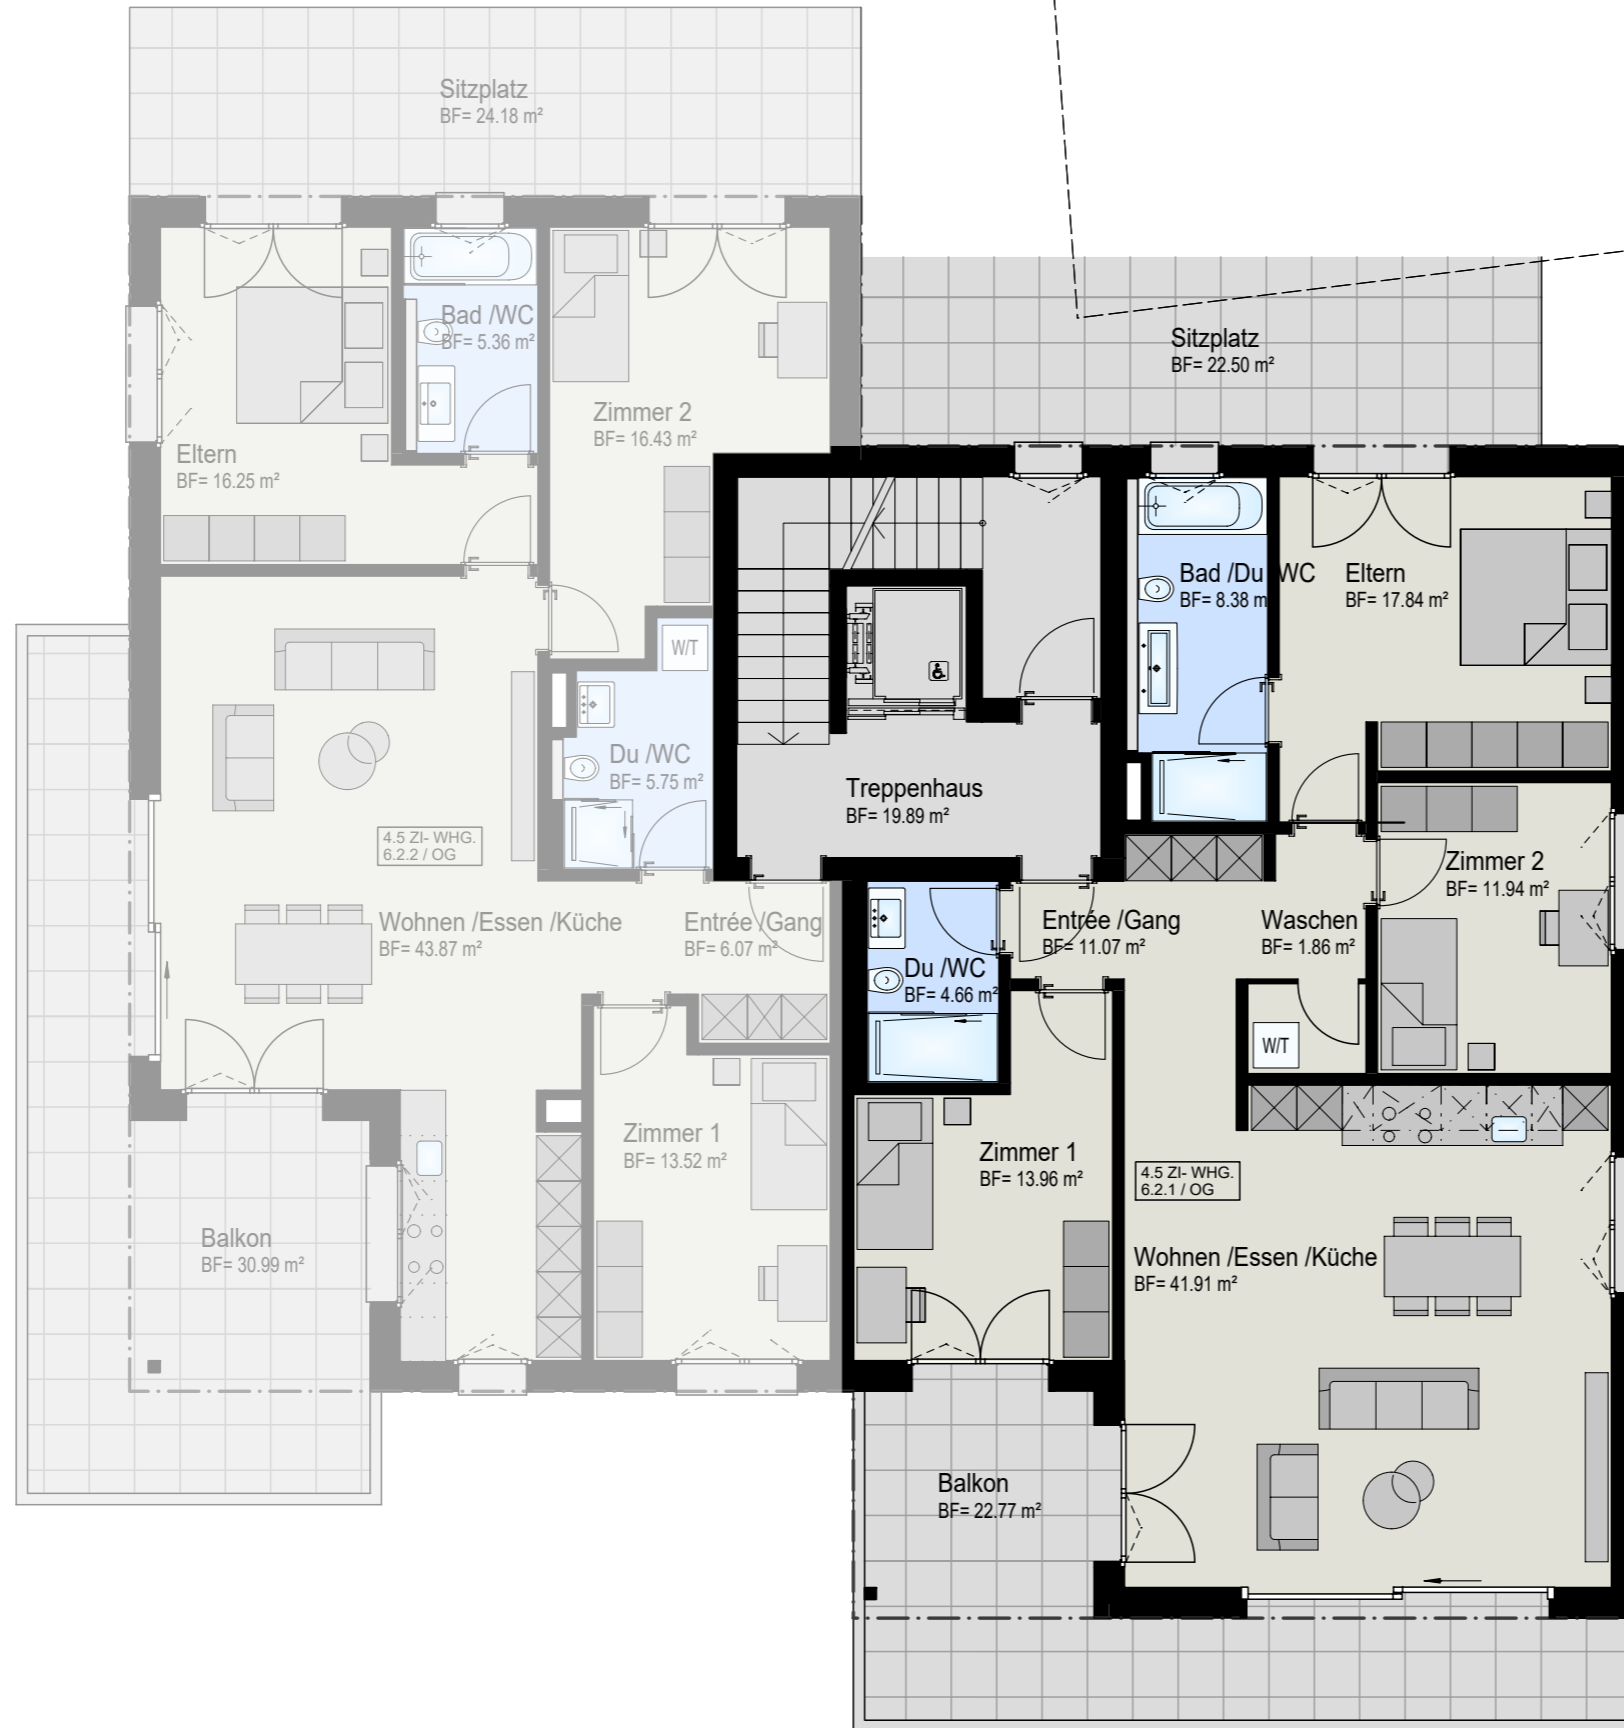 Sitzplatz
BF= 24.18 m²
Sitzplatz
BF= 22.50 m²
Bad /WC
BF= 5.36 m²
Zimmer 2
BF= 16.43 m²
Eltern
BF= 16.25 m²
Bad /Du WC
BF= 8.38 m
Eltern
BF= 17.84 m²
W/T
Du /WC
BF= 5.75 m²
Treppenhaus
BF= 19.89 m²
4.5 ZI- WHG.
6.2.2 / OG
Zimmer 2
BF= 11.94 m²
Wohnen /Essen /Küche
BF= 43.87 m²
Entrée /Gang
BF= 6.07 m²
Entrée /Gang
BF= 11.07 m²
Waschen
BF= 1.86 m²
Du /WC
BF= 4.66 m²
W/T
Zimmer 1
BF= 13.52 m²
Zimmer 1
BF= 13.96 m²
4.5 ZI- WHG.
6.2.1 / OG
Balkon
BF= 30.99 m²
Wohnen /Essen /Küche
BF= 41.91 m²
Balkon
BF= 22.77 m²